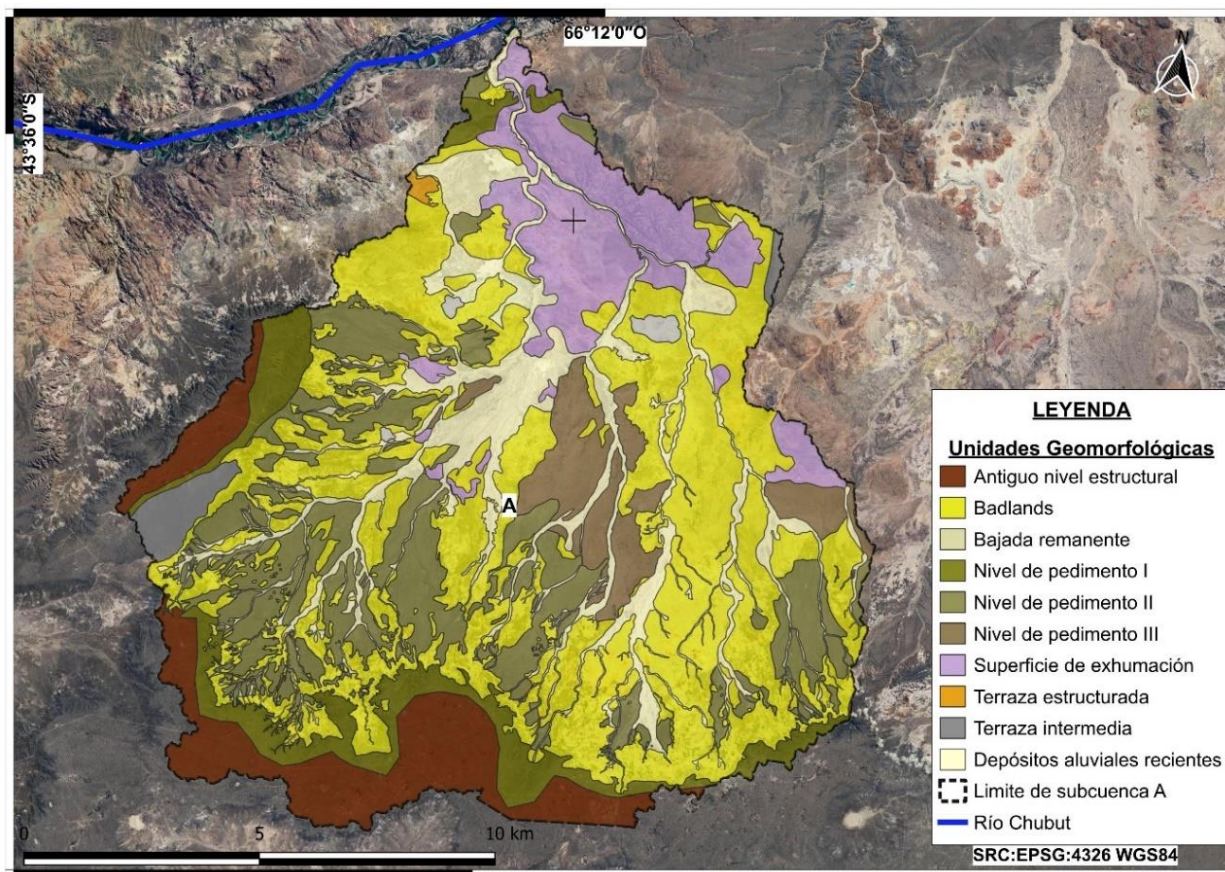 66°12'0"O
N
43°36'0"S
A
LEYENDA
Unidades Geomorfológicas
Antiguo nivel estructural
Badlands
Bajada remanente
Nivel de pedimento I
Nivel de pedimento II
Nivel de pedimento III
Superficie de exhumación
Terraza estructurada
Terraza intermedia
Depósitos aluviales recientes
Limite de subcuenca A
Río Chubut
0 5 10 km
SRC:EPSG:4326 WGS84